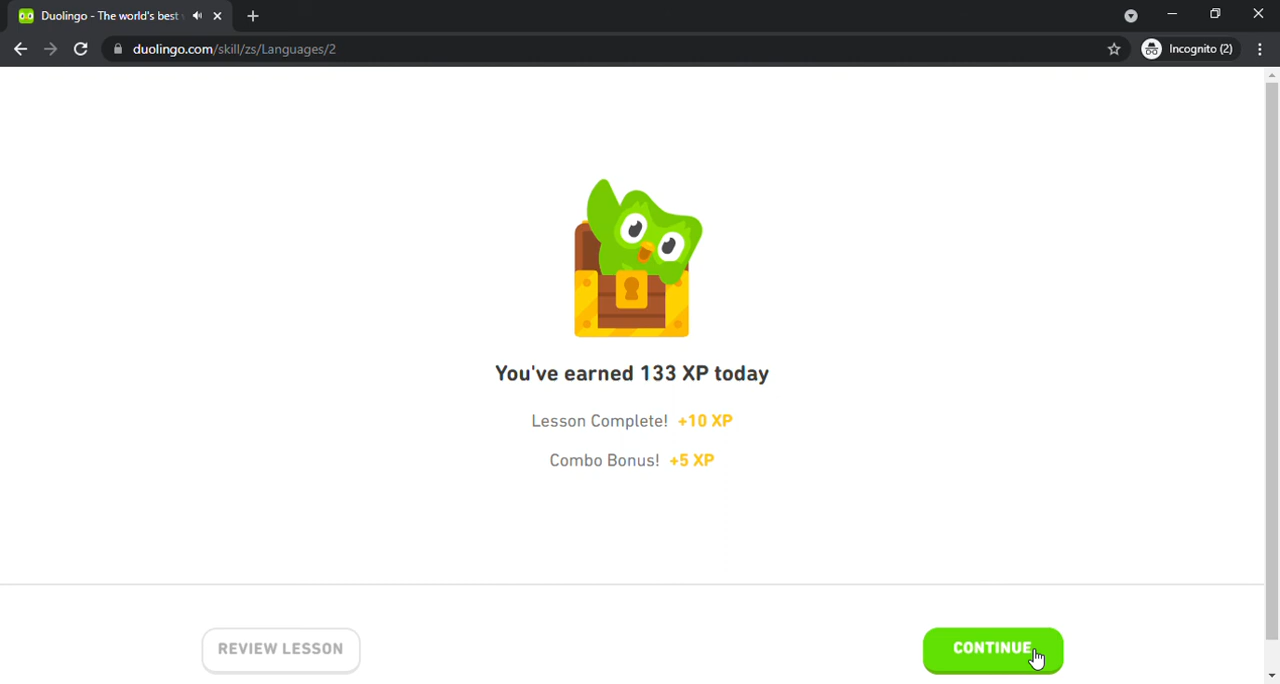 Duolingo - The world's best
duolingo.com/skill/zs/Languages/2
Incognito (2)
You've earned 133 XP today
Lesson Complete! +10 XP
Combo Bonus! +5 XP
REVIEW LESSON
CONTINUE